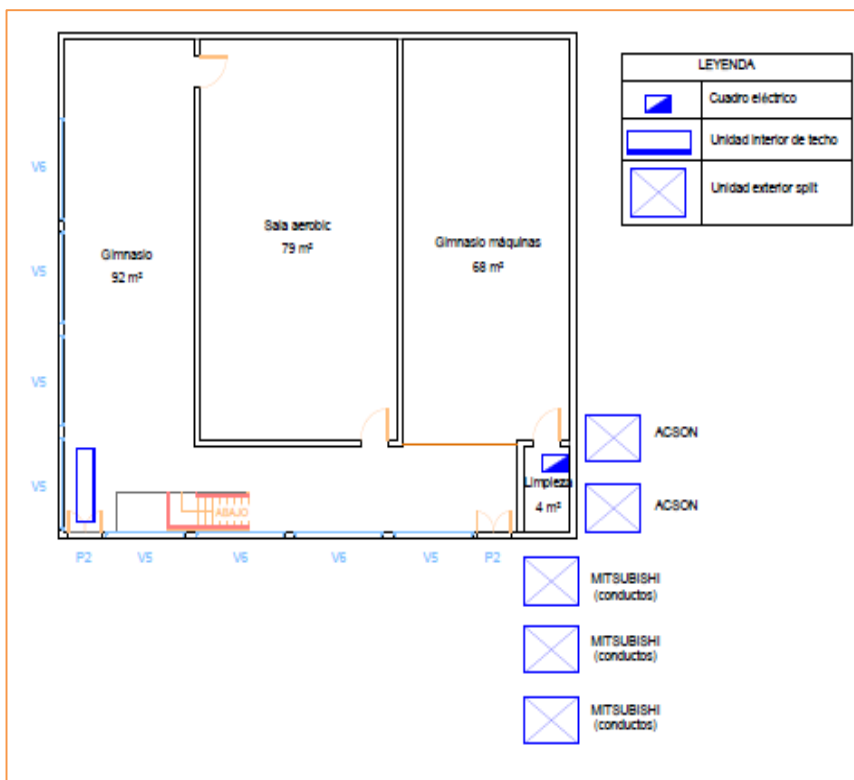 LEYENDA
Cuadro eléctrico
Unidad interior de techo
Unidad exterior split
V6
V5
V5
V5
Gimnasio
92 m²
Sala aerobic
79 m²
Gimnasio máquinas
68 m²
Limpieza
4 m²
ABAJO
P2
V5
V6
V6
V5
P2
ACSON
ACSON
MITSUBISHI
(conductos)
MITSUBISHI
(conductos)
MITSUBISHI
(conductos)